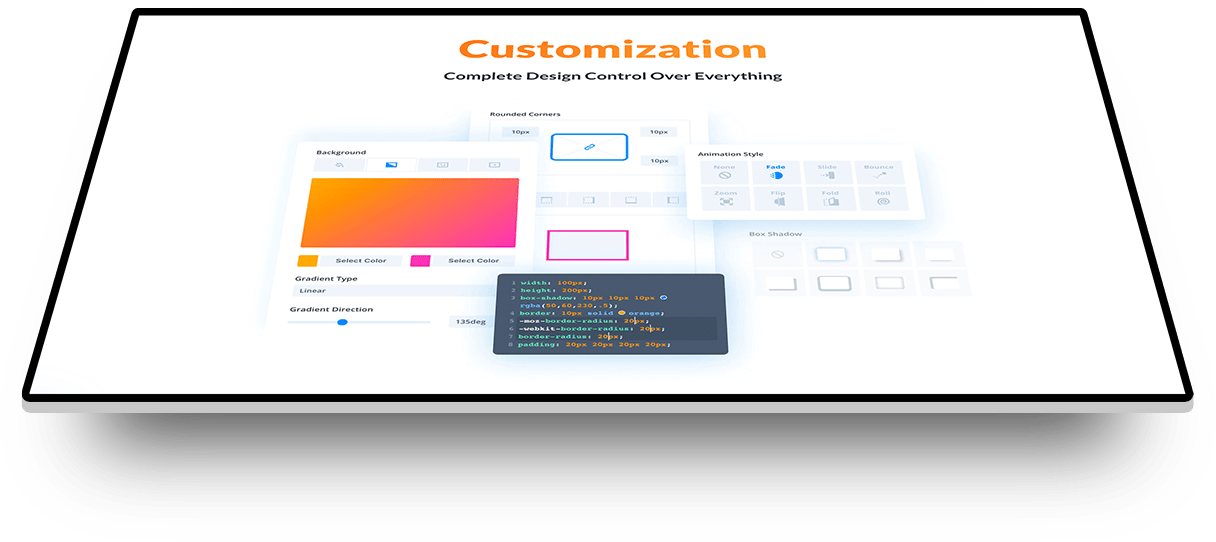 Customization
Complete Design Control Over Everything
Rounded Corners
10px
10px
10px
Background
Select Color
Select Color
Gradient Type
Linear
Gradient Direction
135deg
Animation Style
None Fade Slide Bounce
Zoom Flip Fold Roll
Box Shadow
1 width: 100px;
2 height: 200px;
3 box-shadow: 10px 10px 10px
rgba(50,60,230,.5);
4 border: 10px solid orange;
5 -moz-border-radius: 20px;
6 -webkit-border-radius: 20px;
7 border-radius: 20px;
8 padding: 20px 20px 20px 20px;